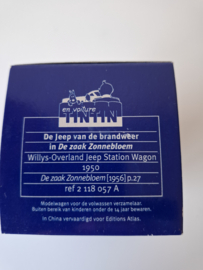 en voiture
TINTIN
De Jeep van de brandweer
in De zaak Zonnebloem
Willys-Overland Jeep Station Wagon
1950
De zaak Zonnebloem [1956] p.27
ref 2 118 057 A
Modelwagen voor de volwassen verzamelaar.
Buiten bereik van kinderen onder de 14 jaar bewaren.
In China vervaardigd voor Editions Atlas.